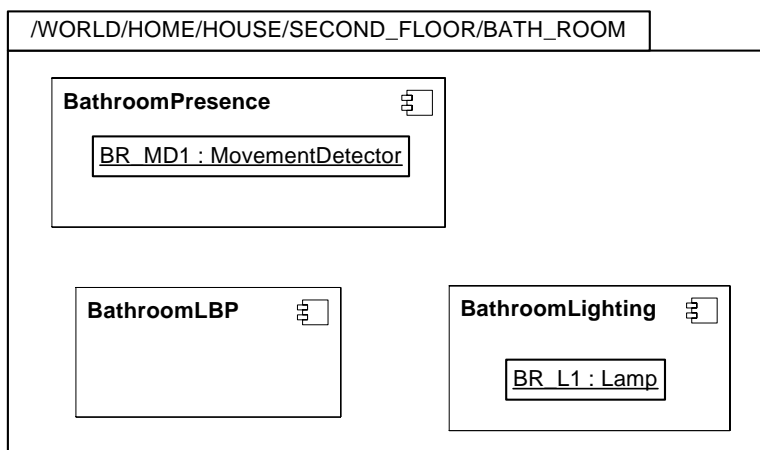 /WORLD/HOME/HOUSE/SECOND_FLOOR/BATH_ROOM
BathroomPresence
BR_MD1 : MovementDetector
BathroomLBP
BathroomLighting
BR_L1 : Lamp